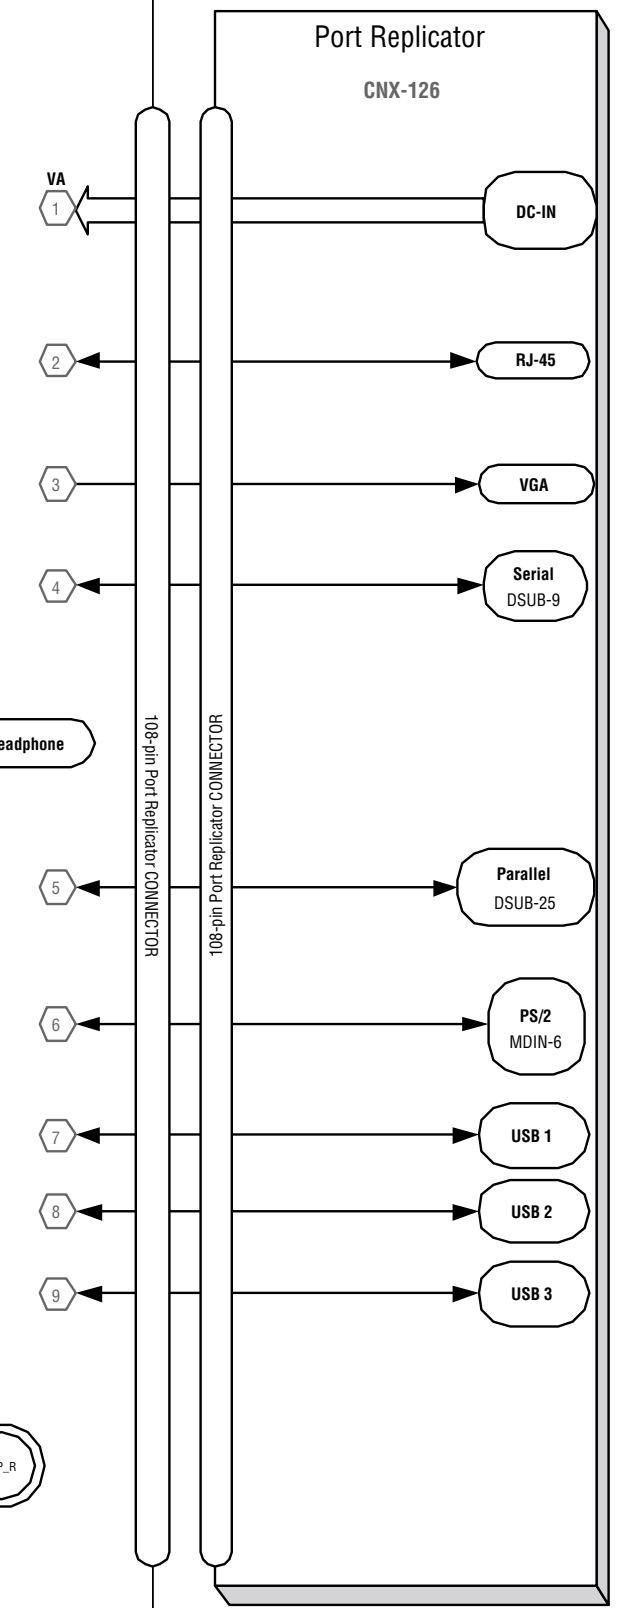 Port Replicator
CNX-126
VA
1
DC-IN
2
RJ-45
3
VGA
4
Serial
DSUB-9
eadphone
108-pin Port Replicator CONNECTOR
108-pin Port Replicator CONNECTOR
5
Parallel
DSUB-25
6
PS/2
MDIN-6
7
USB 1
8
USB 2
9
USB 3
P_R